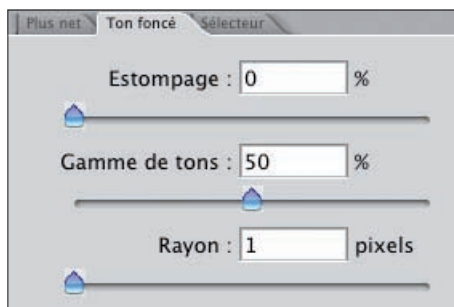 Plus net Ton foncé Sélecteur
Estompage : 0 %
Gamme de tons : 50 %
Rayon : 1 pixels